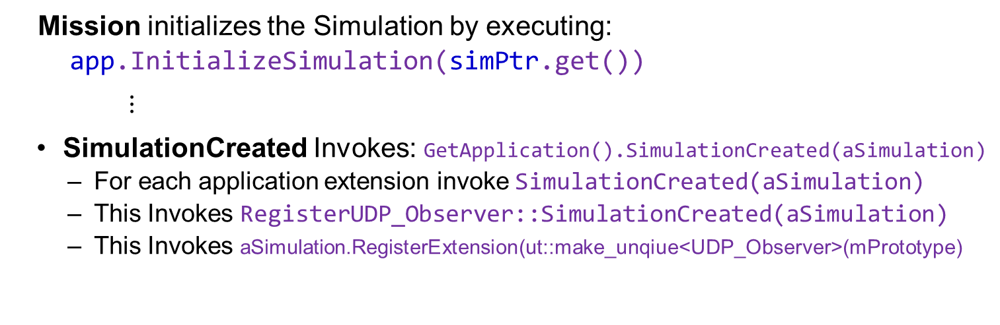 Mission initializes the Simulation by executing:
app.InitializeSimulation(simPtr.get())
⋮
• SimulationCreated Invokes: GetApplication().SimulationCreated(aSimulation)
– For each application extension invoke SimulationCreated(aSimulation)
– This Invokes RegisterUDP_Observer::SimulationCreated(aSimulation)
– This Invokes aSimulation.RegisterExtension(ut::make_unqiue<UDP_Observer>(mPrototype)